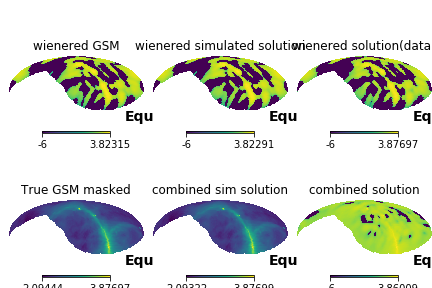 wienered GSM wienered simulated solution wienered solution(data
Equ Equ Equ
-6 3.82315 -6 3.82291 -6 3.87697
True GSM masked combined sim solution combined solution
Equ Equ Equ
2.09444 3.87697 2.09322 3.87699 -6 3.86009